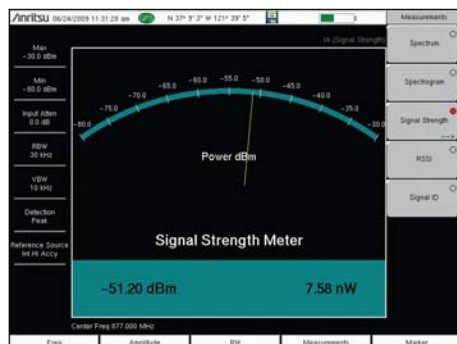 Anritsu 06/24/2009 11:31:29 am GPS N 37° 9' 3" W 121° 39' 5"
Measurements
IA (Signal Strength)
Max
-30.0 dBm
Min
-80.0 dBm
Input Atten
0.0 dB
RBW
30 kHz
VBW
10 kHz
Detection
Peak
Reference Source
Int Hi Accy
-80.0 -75.0 -70.0 -65.0 -60.0 -55.0 -50.0 -45.0 -40.0 -35.0 -30.0
Power dBm
Signal Strength Meter
-51.20 dBm 7.58 nW
Center Freq 877.000 MHz
Spectrum
Spectrogram
Signal Strength
-->
RSSI
Signal ID
Freq Amplitude BW Measurements Marker